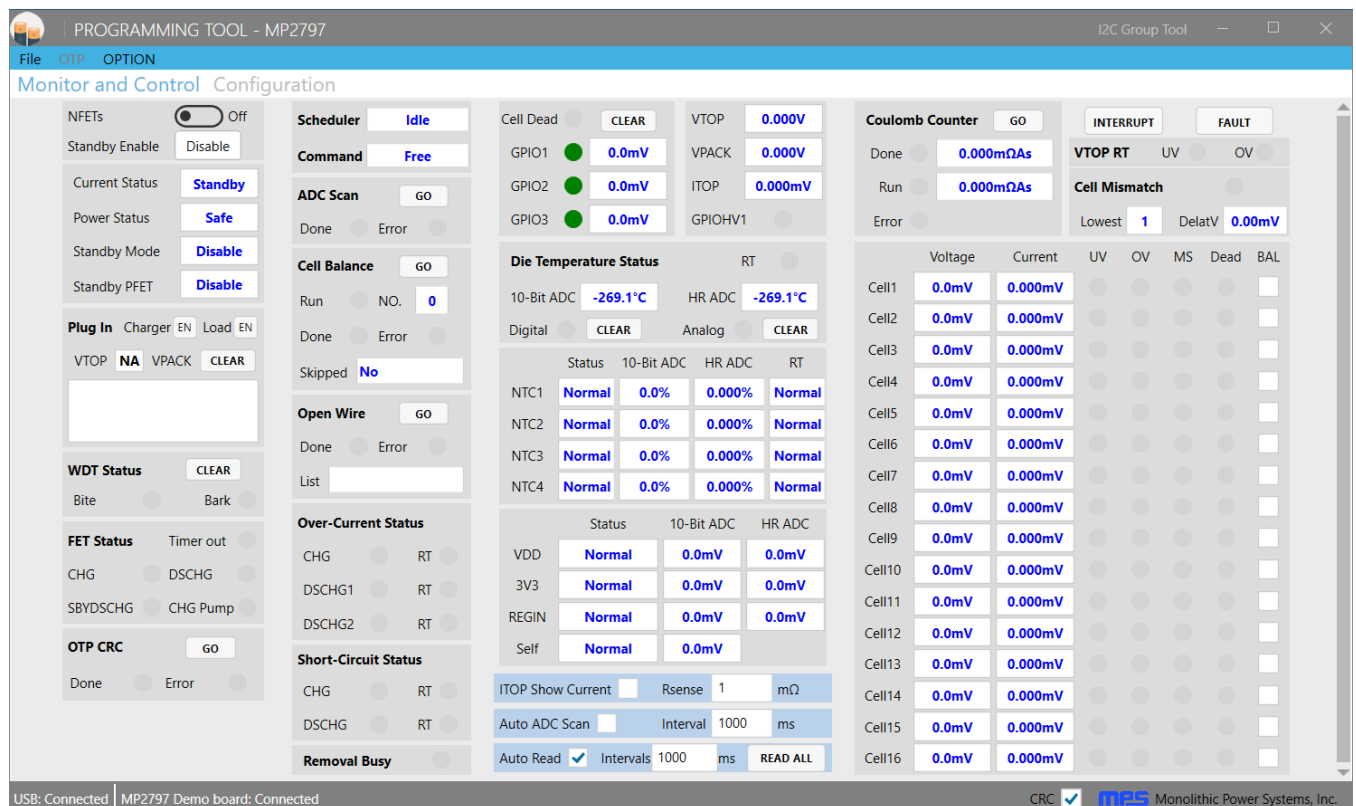 PROGRAMMING TOOL - MP2797
I2C Group Tool
File OTP OPTION
Monitor and Control Configuration
NFETs Off
Standby Enable Disable
Current Status Standby
Power Status Safe
Standby Mode Disable
Standby PFET Disable
Plug In Charger EN Load EN
VTOP NA VPACK CLEAR
WDT Status CLEAR
Bite Bark
FET Status Timer out
CHG DSCHG
SBYDSCHG CHG Pump
OTP CRC GO
Done Error
Scheduler Idle
Command Free
ADC Scan GO
Done Error
Cell Balance GO
Run NO. 0
Done Error
Skipped No
Open Wire GO
Done Error
List
Over-Current Status
CHG RT
DSCHG1 RT
DSCHG2 RT
Short-Circuit Status
CHG RT
DSCHG RT
Removal Busy
Cell Dead CLEAR
GPIO1 0.0mV
GPIO2 0.0mV
GPIO3 0.0mV
VTOP 0.000V
VPACK 0.000V
ITOP 0.000mV
GPIOHV1
Die Temperature Status RT
10-Bit ADC -269.1°C HR ADC -269.1°C
Digital CLEAR Analog CLEAR
Status 10-Bit ADC HR ADC RT
NTC1 Normal 0.0% 0.000% Normal
NTC2 Normal 0.0% 0.000% Normal
NTC3 Normal 0.0% 0.000% Normal
NTC4 Normal 0.0% 0.000% Normal
Status 10-Bit ADC HR ADC
VDD Normal 0.0mV 0.0mV
3V3 Normal 0.0mV 0.0mV
REGIN Normal 0.0mV 0.0mV
Self Normal 0.0mV
ITOP Show Current Rsense 1 mΩ
Auto ADC Scan Interval 1000 ms
Auto Read Intervals 1000 ms READ ALL
Coulomb Counter GO
Done 0.000mΩAs
Run 0.000mΩAs
Error
INTERRUPT FAULT
VTOP RT UV OV
Cell Mismatch
Lowest 1 DelatV 0.00mV
Voltage Current UV OV MS Dead BAL
Cell1 0.0mV 0.000mV
Cell2 0.0mV 0.000mV
Cell3 0.0mV 0.000mV
Cell4 0.0mV 0.000mV
Cell5 0.0mV 0.000mV
Cell6 0.0mV 0.000mV
Cell7 0.0mV 0.000mV
Cell8 0.0mV 0.000mV
Cell9 0.0mV 0.000mV
Cell10 0.0mV 0.000mV
Cell11 0.0mV 0.000mV
Cell12 0.0mV 0.000mV
Cell13 0.0mV 0.000mV
Cell14 0.0mV 0.000mV
Cell15 0.0mV 0.000mV
Cell16 0.0mV 0.000mV
USB: Connected MP2797 Demo board: Connected
CRC mps Monolithic Power Systems, Inc.